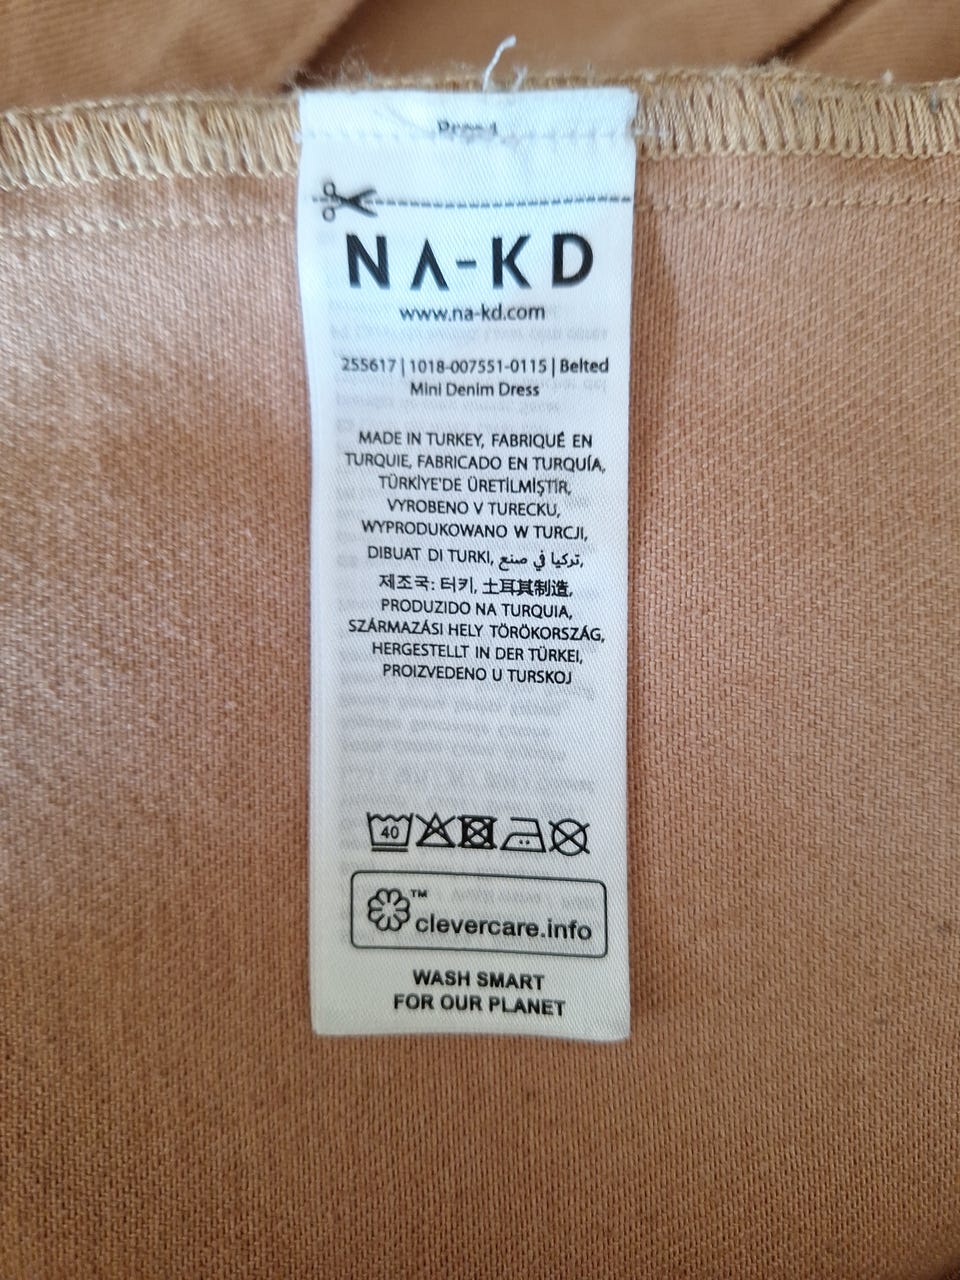 NA-KD
www.na-kd.com
255617 | 1018-007551-0115 | Belted
Mini Denim Dress
MADE IN TURKEY, FABRIQUÉ EN
TURQUIE, FABRICADO EN TURQUÍA,
TÜRKİYE'DE ÜRETİLMİŞTİR,
VYROBENO V TURECKU,
WYPRODUKOWANO W TURCJI,
DIBUAT DI TURKI, تركيا في صنع,
제조국: 터키, 土耳其制造,
PRODUZIDO NA TURQUIA,
SZÁRMAZÁSI HELY TÖRÖKORSZÁG,
HERGESTELLT IN DER TÜRKEI,
PROIZVEDENO U TURSKOJ
40
™
clevercare.info
WASH SMART
FOR OUR PLANET